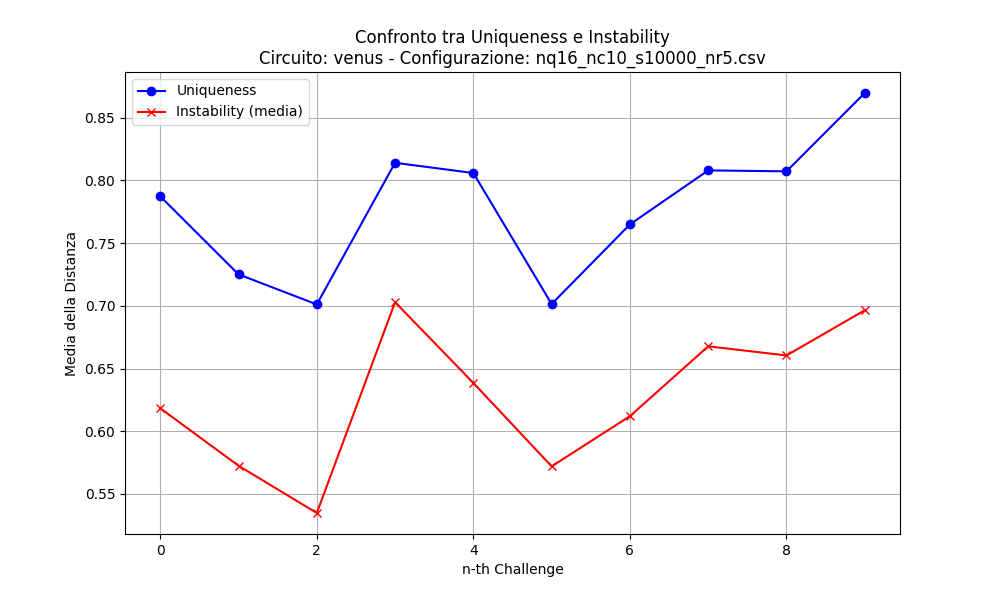 Confronto tra Uniqueness e Instability
Circuito: venus - Configurazione: nq16_nc10_s10000_nr5.csv
Uniqueness
Instability (media)
Media della Distanza
0.85
0.80
0.75
0.70
0.65
0.60
0.55
0 2 4 6 8
n-th Challenge